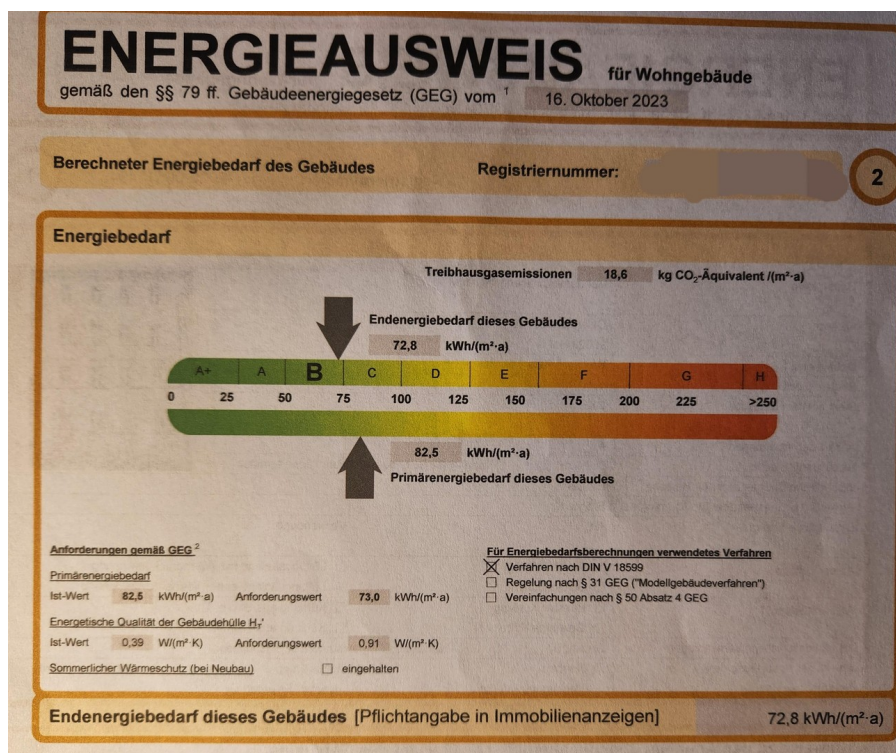 ENERGIEAUSWEIS für Wohngebäude
gemäß den §§ 79 ff. Gebäudeenergiegesetz (GEG) vom ¹ 16. Oktober 2023
Berechneter Energiebedarf des Gebäudes Registriernummer: 2
Energiebedarf
Treibhausgasemissionen 18,6 kg CO₂-Äquivalent /(m²·a)
Endenergiebedarf dieses Gebäudes
72,8 kWh/(m²·a)
A+ A B C D E F G H
0 25 50 75 100 125 150 175 200 225 >250
82,5 kWh/(m²·a)
Primärenergiebedarf dieses Gebäudes
Anforderungen gemäß GEG ² Für Energiebedarfsberechnungen verwendetes Verfahren
Verfahren nach DIN V 18599
Primärenergiebedarf Regelung nach § 31 GEG ("Modellgebäudeverfahren")
Ist-Wert 82,5 kWh/(m²·a) Anforderungswert 73,0 kWh/(m²·a) Vereinfachungen nach § 50 Absatz 4 GEG
Energetische Qualität der Gebäudehülle H_T'
Ist-Wert 0,39 W/(m²·K) Anforderungswert 0,91 W/(m²·K)
Sommerlicher Wärmeschutz (bei Neubau) eingehalten
Endenergiebedarf dieses Gebäudes [Pflichtangabe in Immobilienanzeigen] 72,8 kWh/(m²·a)